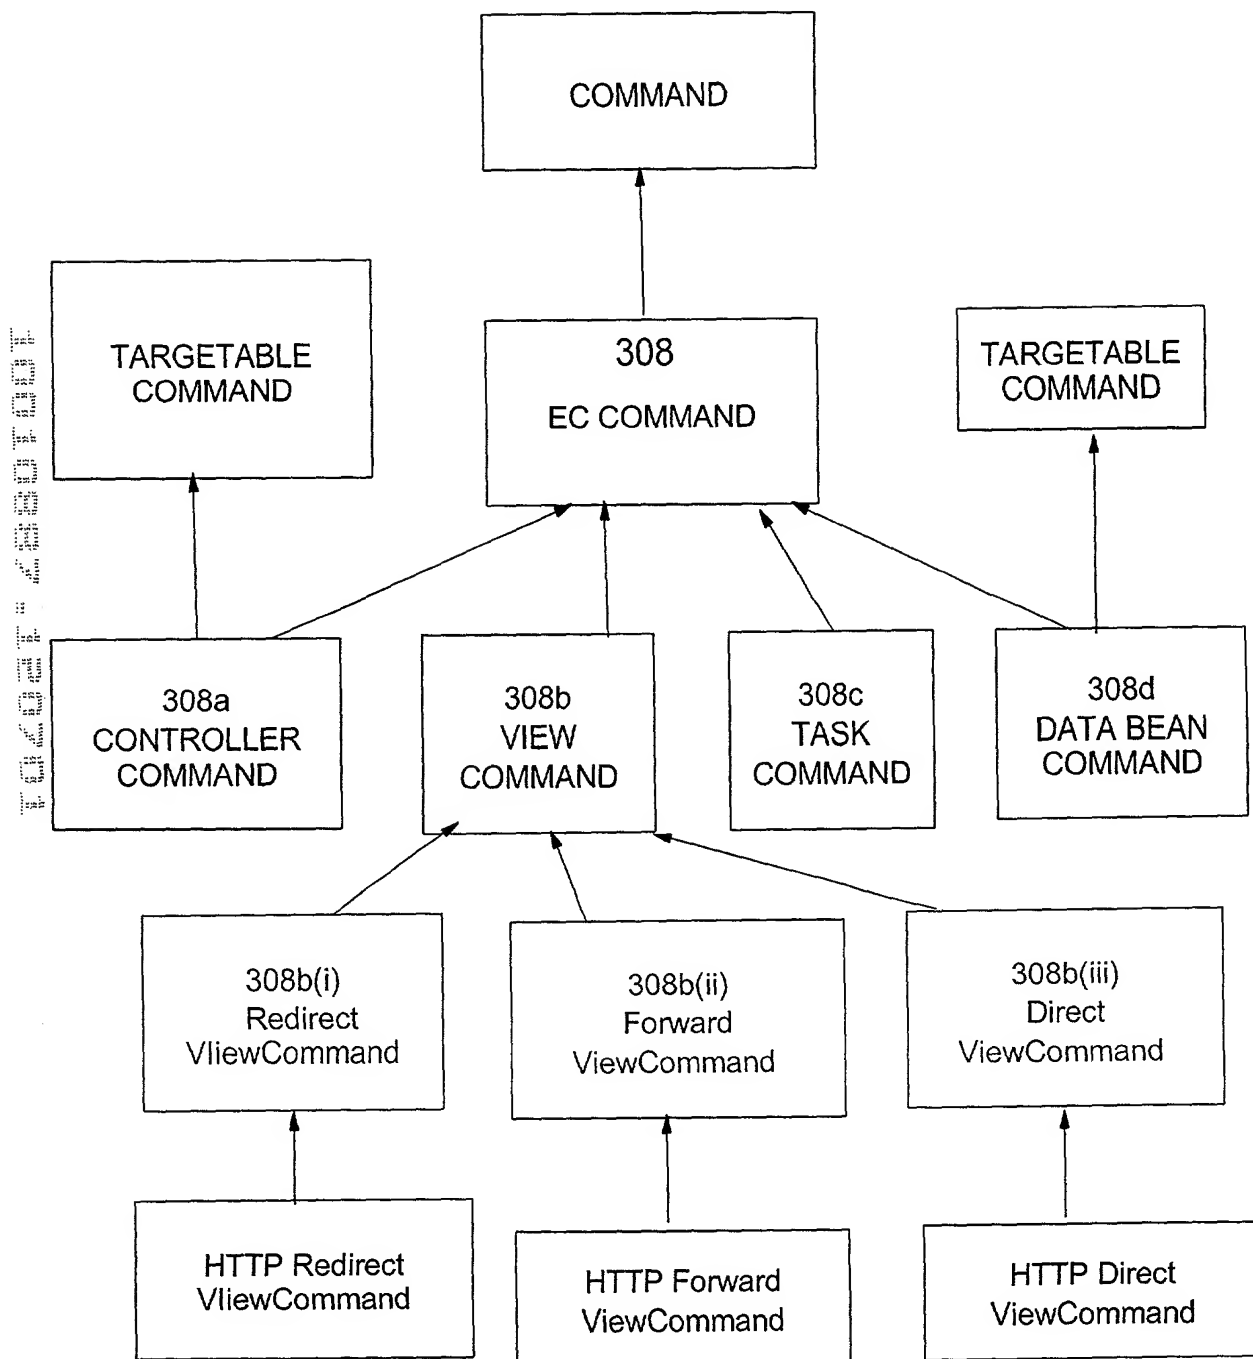 COMMAND
TARGETABLE
COMMAND
308
EC COMMAND
TARGETABLE
COMMAND
308a
CONTROLLER
COMMAND
308b
VIEW
COMMAND
308c
TASK
COMMAND
308d
DATA BEAN
COMMAND
308b(i)
Redirect
VIiewCommand
308b(ii)
Forward
ViewCommand
308b(iii)
Direct
ViewCommand
HTTP Redirect
VIiewCommand
HTTP Forward
ViewCommand
HTTP Direct
ViewCommand